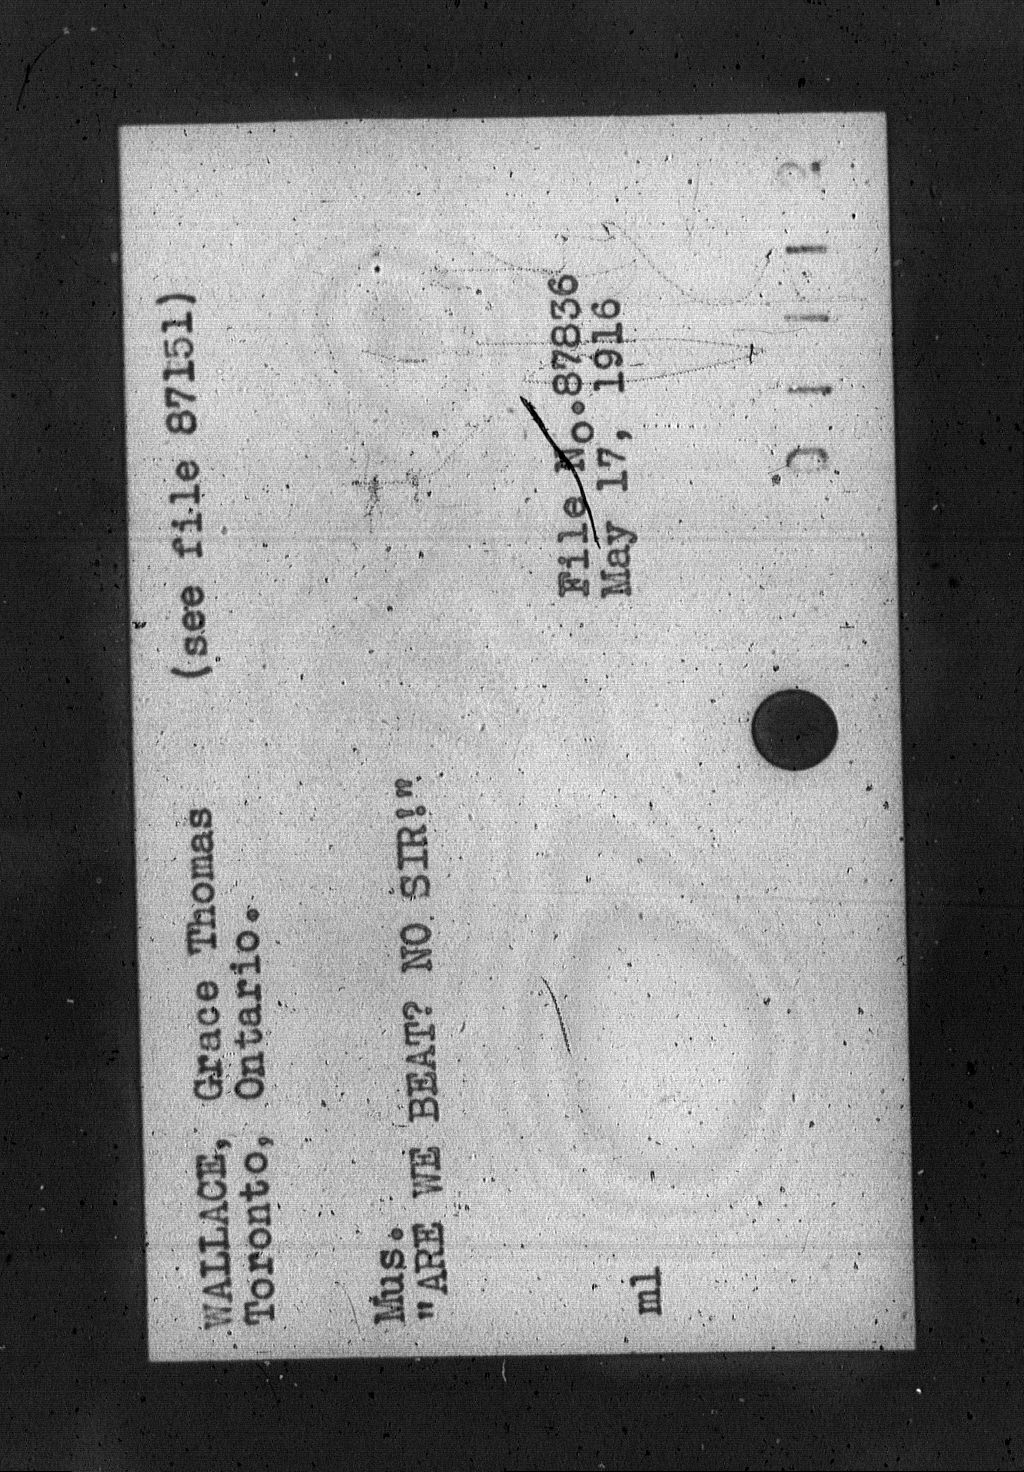 WALLACE, Grace Thomas (see file 87151)
Toronto, Ontario.
Mus.
"ARE WE BEAT? NO SIR!"
File No.87836
May 17, 1916
ml